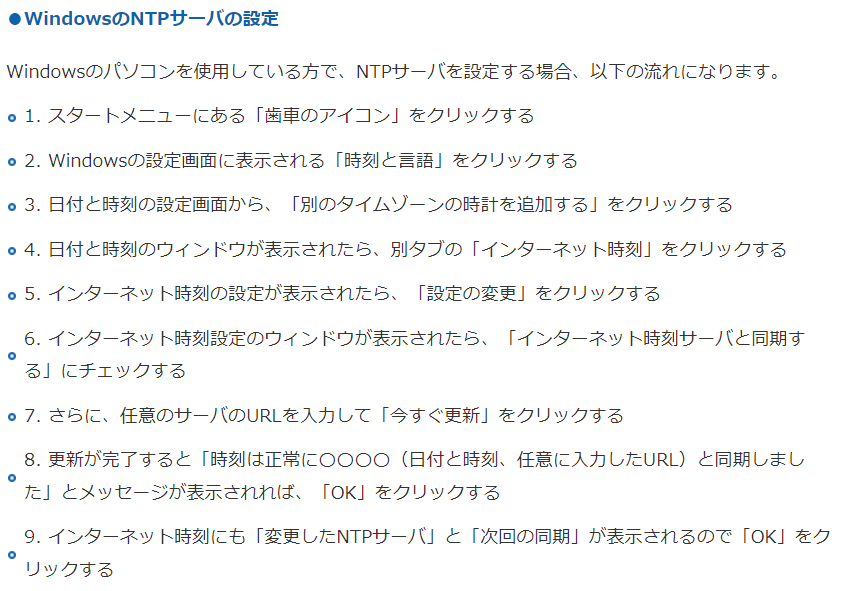 ●WindowsのNTPサーバの設定
Windowsのパソコンを使用している方で、NTPサーバを設定する場合、以下の流れになります。
1. スタートメニューにある「歯車のアイコン」をクリックする
2. Windowsの設定画面に表示される「時刻と言語」をクリックする
3. 日付と時刻の設定画面から、「別のタイムゾーンの時計を追加する」をクリックする
4. 日付と時刻のウィンドウが表示されたら、別タブの「インターネット時刻」をクリックする
5. インターネット時刻の設定が表示されたら、「設定の変更」をクリックする
6. インターネット時刻設定のウィンドウが表示されたら、「インターネット時刻サーバと同期す
る」にチェックする
7. さらに、任意のサーバのURLを入力して「今すぐ更新」をクリックする
8. 更新が完了すると「時刻は正常に〇〇〇〇（日付と時刻、任意に入力したURL）と同期しまし
た」とメッセージが表示されれば、「OK」をクリックする
9. インターネット時刻にも「変更したNTPサーバ」と「次回の同期」が表示されるので「OK」をク
リックする